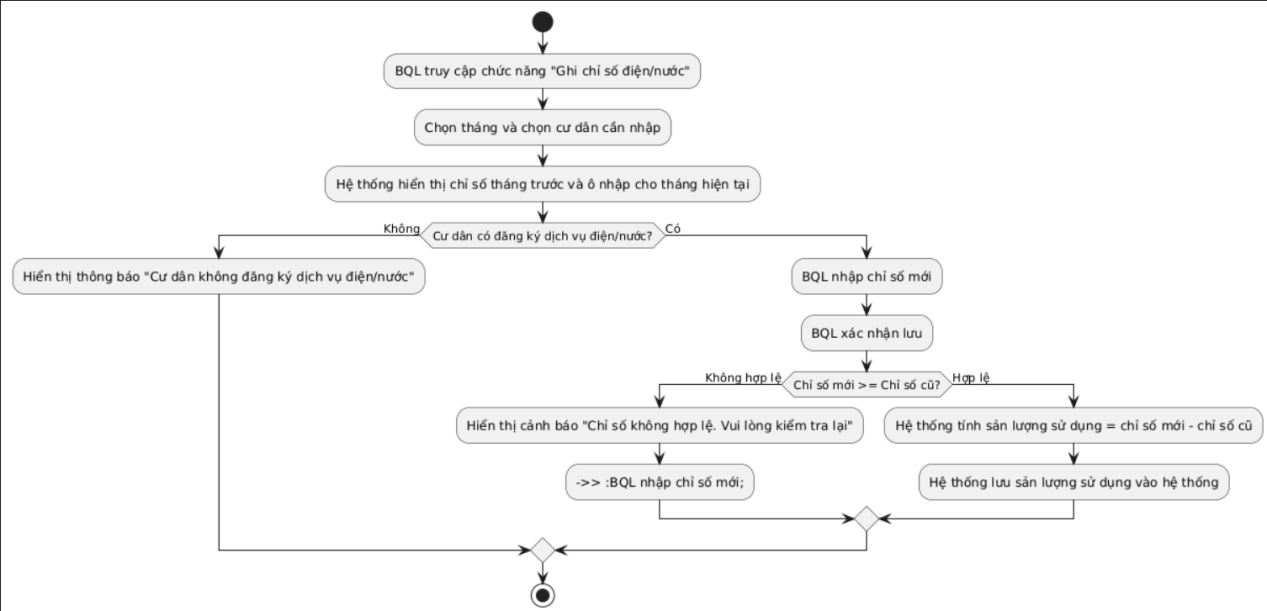 BQL truy cập chức năng "Ghi chỉ số điện/nước"
Chọn tháng và chọn cư dân cần nhập
Hệ thống hiển thị chỉ số tháng trước và ô nhập cho tháng hiện tại
Không
Cư dân có đăng ký dịch vụ điện/nước?
Có
Hiển thị thông báo "Cư dân không đăng ký dịch vụ điện/nước"
BQL nhập chỉ số mới
BQL xác nhận lưu
Không hợp lệ
Chỉ số mới >= Chỉ số cũ?
Hợp lệ
Hiển thị cảnh báo "Chỉ số không hợp lệ. Vui lòng kiểm tra lại"
Hệ thống tính sản lượng sử dụng = chỉ số mới - chỉ số cũ
->> :BQL nhập chỉ số mới;
Hệ thống lưu sản lượng sử dụng vào hệ thống